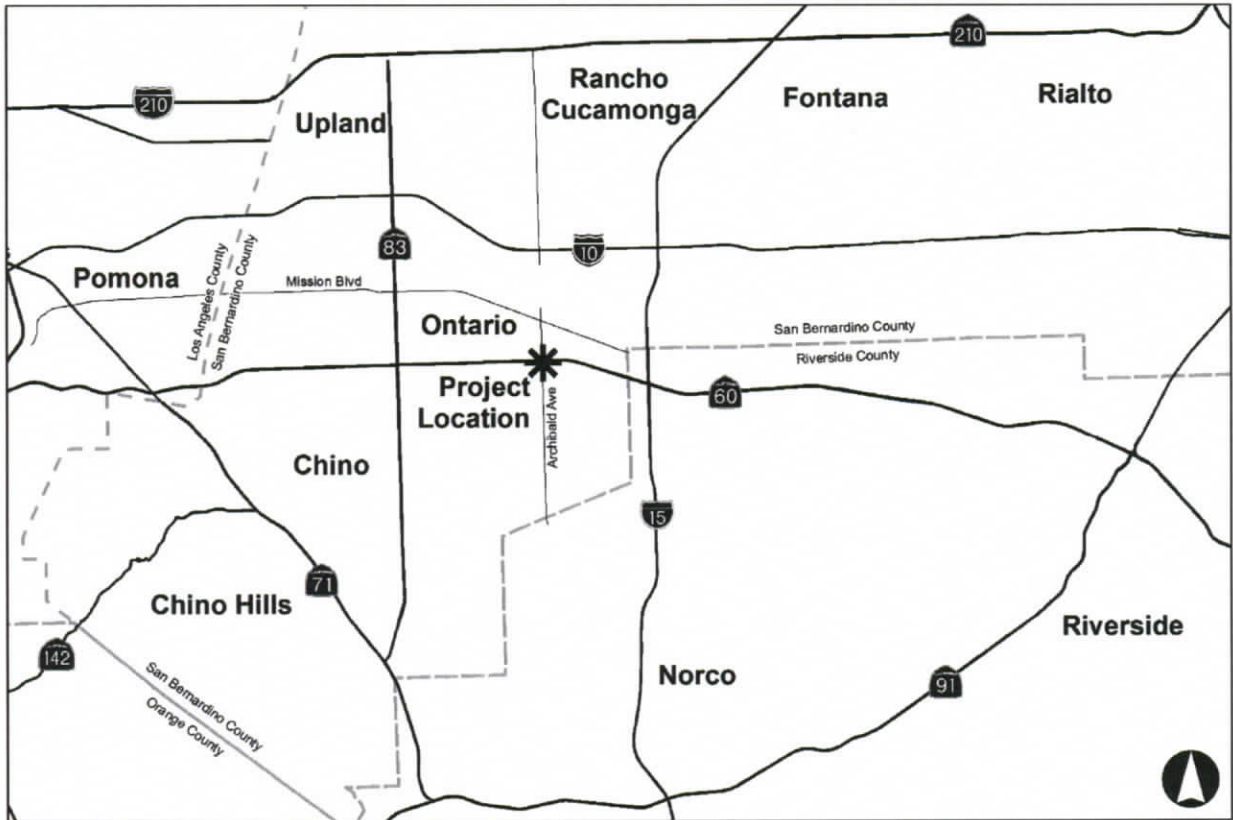 210
Rancho
Cucamonga
210
Fontana
Rialto
Upland
83
10
Pomona
Los Angeles County
San Bernardino County
Mission Blvd
Ontario
San Bernardino County
Riverside County
Project
Location
Archibald Ave
60
Chino
15
71
Chino Hills
142
San Bernardino County
Orange County
Norco
91
Riverside